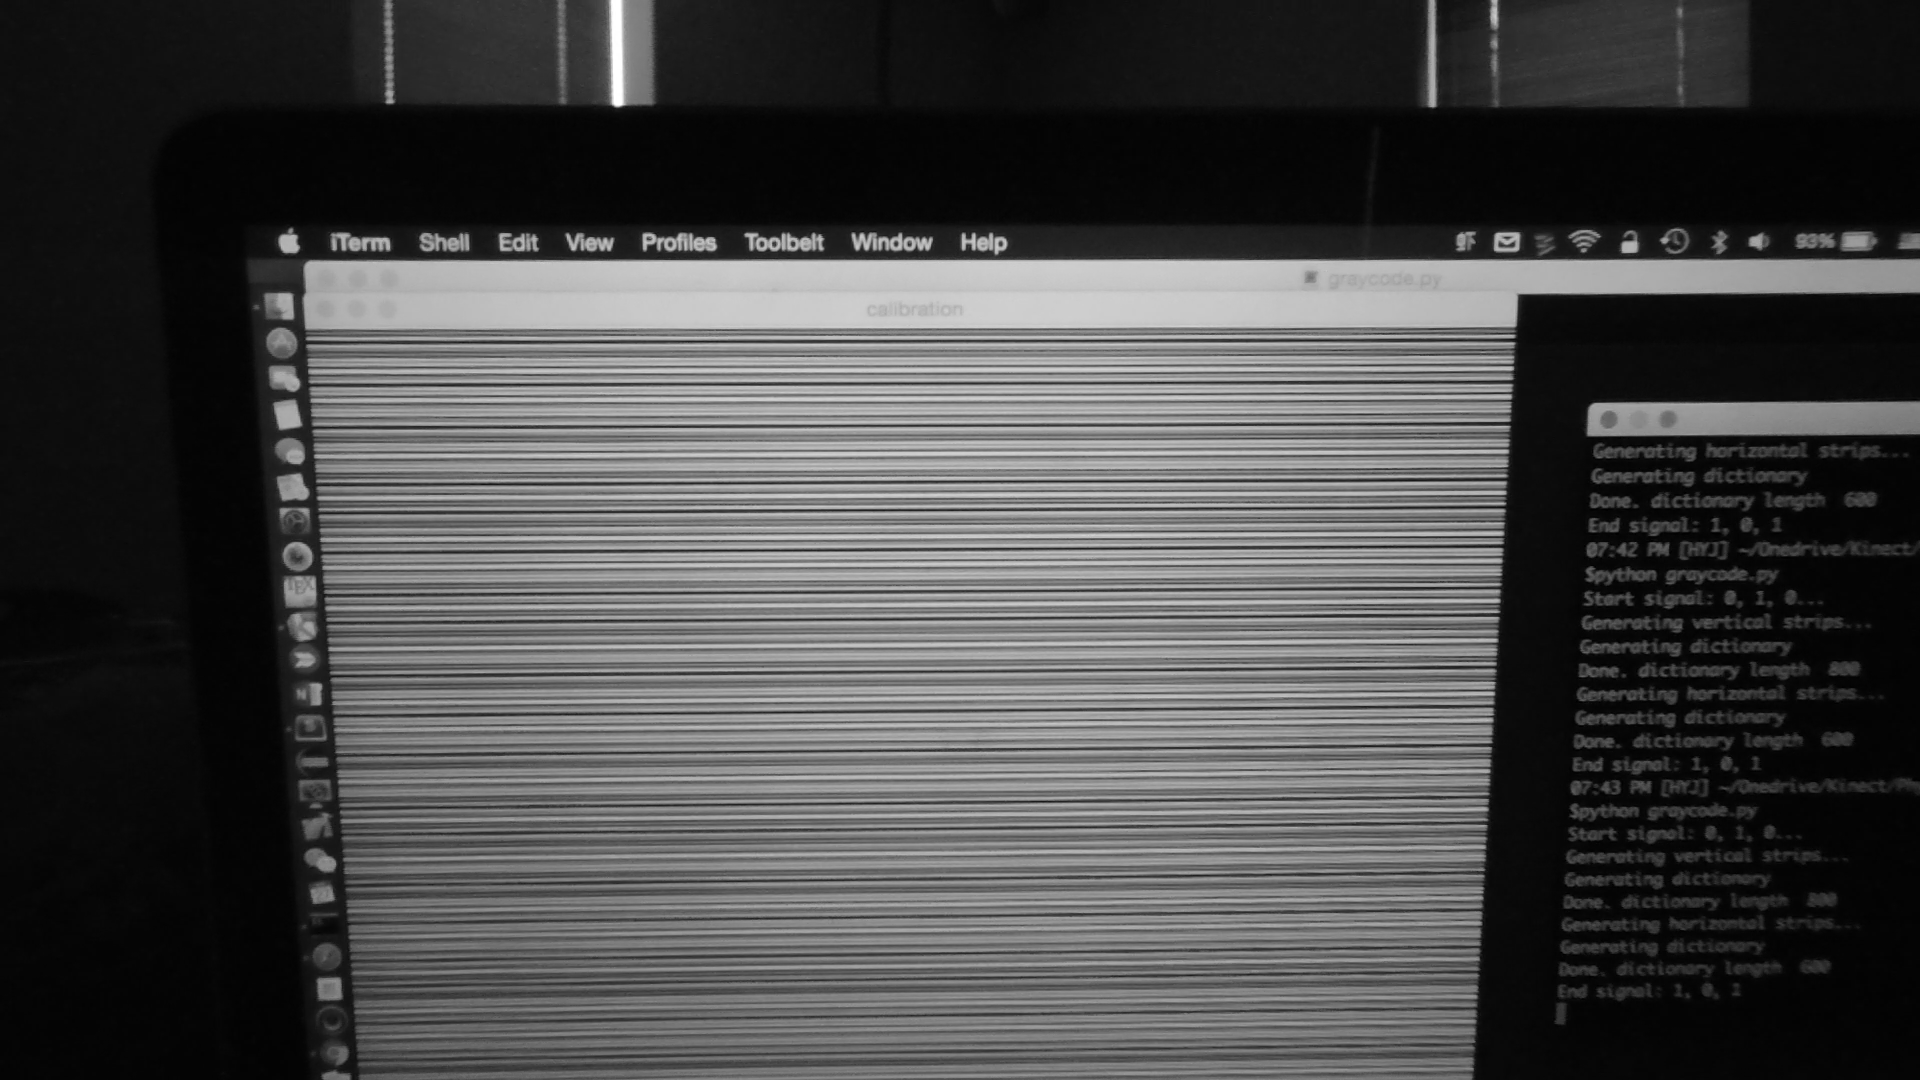 iTerm Shell Edit View Profiles Toolbelt Window Help 93%
graycode.py
calibration
Generating horizontal strips...
Generating dictionary
Done. dictionary length 600
End signal: 1, 0, 1
07:42 PM [HYJ] ~/Onedrive/Kinect/
$python graycode.py
Start signal: 0, 1, 0...
Generating vertical strips...
Generating dictionary
Done. dictionary length 800
Generating horizontal strips...
Generating dictionary
Done. dictionary length 600
End signal: 1, 0, 1
07:43 PM [HYJ] ~/Onedrive/Kinect/Ph
$python graycode.py
Start signal: 0, 1, 0...
Generating vertical strips...
Generating dictionary
Done. dictionary length 800
Generating horizontal strips...
Generating dictionary
Done. dictionary length 600
End signal: 1, 0, 1
TEX
N